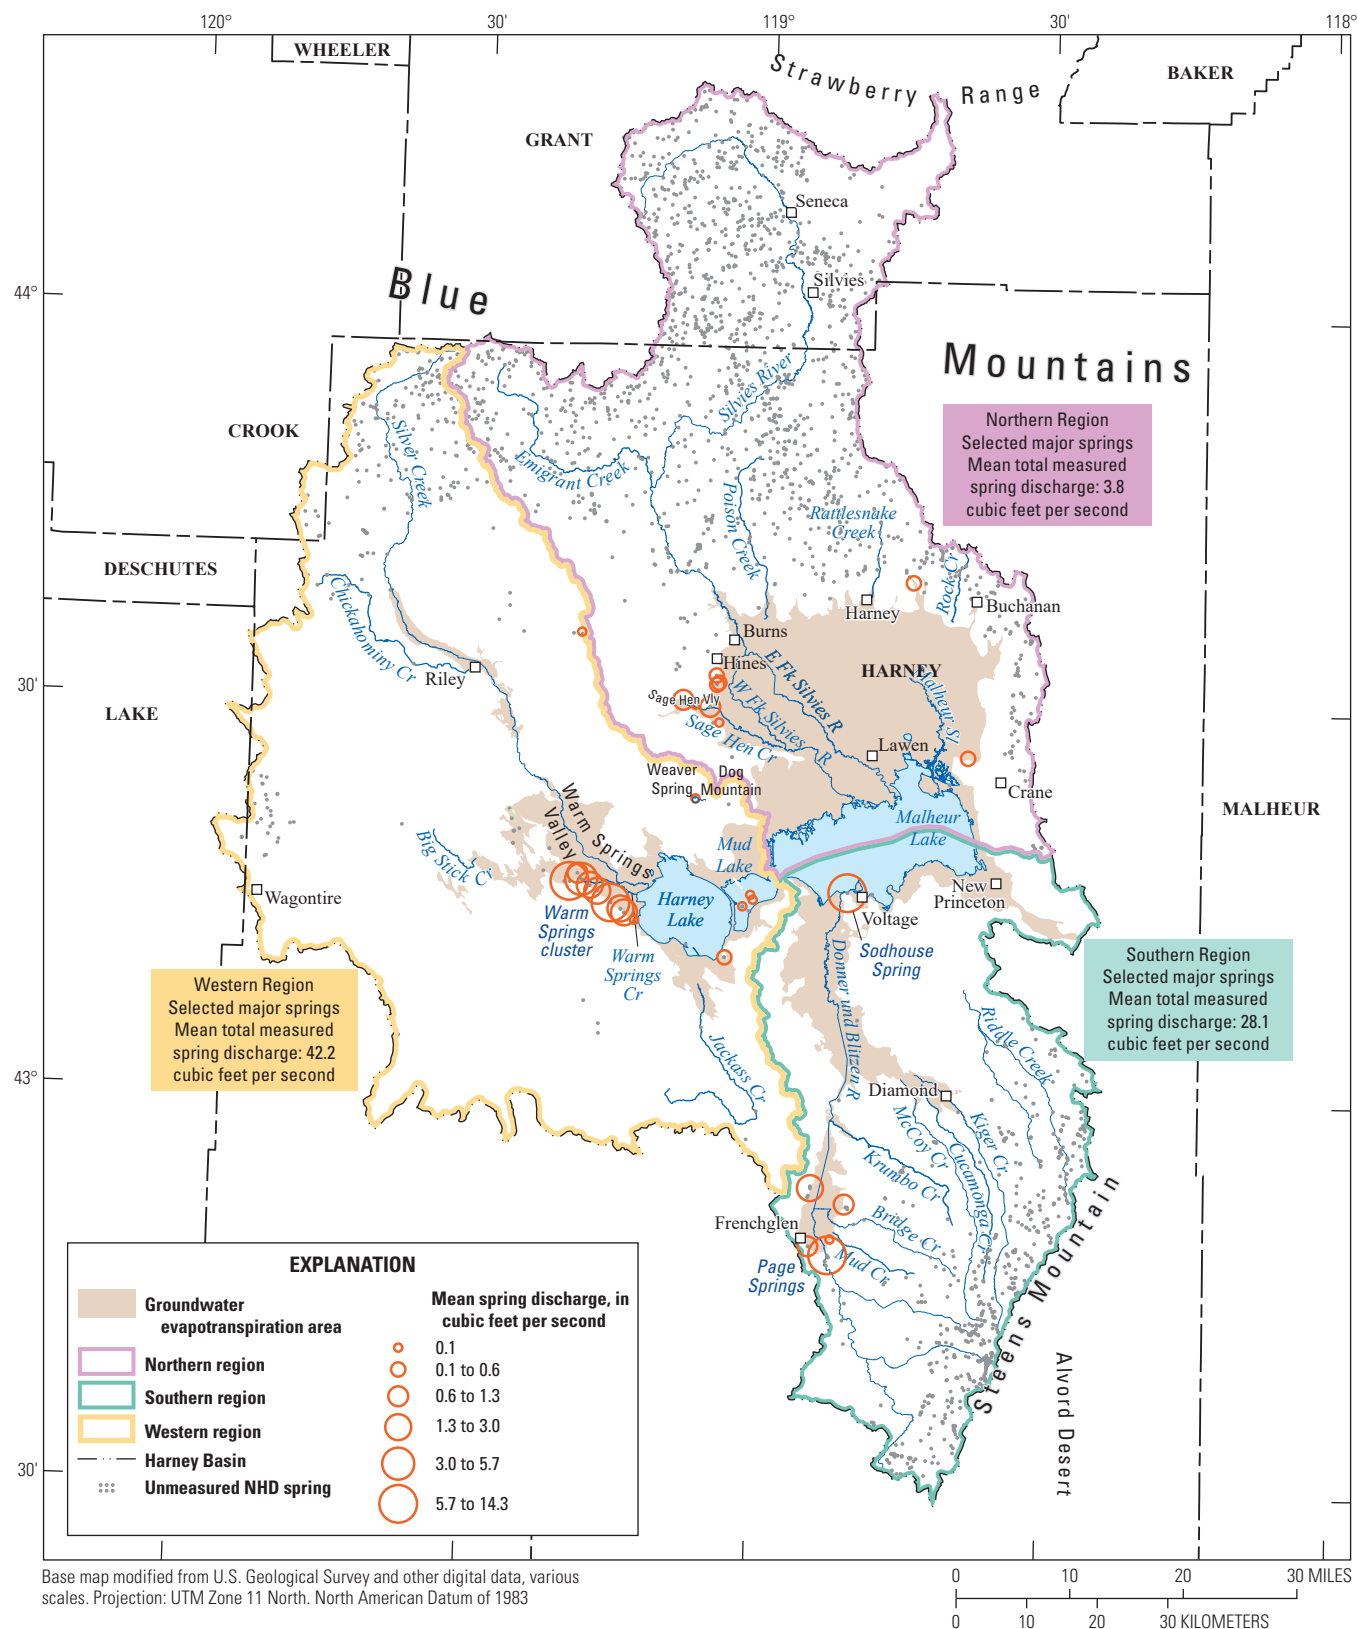 120°
30'
119°
30'
118°
WHEELER
BAKER
Strawberry Range
GRANT
Seneca
44°
Blue
Silvies
Mountains
Silvies River
CROOK
Silver Creek
Emigrant Creek
Northern Region
Selected major springs
Mean total measured
spring discharge: 3.8
cubic feet per second
Poison Creek
Rattlesnake
Creek
DESCHUTES
Chickahominy Cr
Rock Cr
Harney
Buchanan
Burns
Hines
E Fk Silvies R
HARNEY
Malheur Sl
30'
Riley
Sage Hen Vly
W Fk Silvies R
Sage Hen Cr
LAKE
Lawen
Weaver
Spring
Dog
Mountain
Crane
MALHEUR
Warm Springs
Valley
Malheur
Lake
Mud
Lake
Big Stick Cr
Wagontire
Harney
Lake
New
Princeton
Voltage
Warm
Springs
cluster
Warm
Springs
Cr
Sodhouse
Spring
Donner und Blitzen R
Western Region
Selected major springs
Mean total measured
spring discharge: 42.2
cubic feet per second
Southern Region
Selected major springs
Mean total measured
spring discharge: 28.1
cubic feet per second
Riddle Creek
Jackass Cr
43°
Diamond
McCoy Cr
Kiger Cr
Cucamonga Cr
Krumbo Cr
Bridge Cr
Frenchglen
Mud Cr
Page
Springs
Steens Mountain
Alvord Desert
30'
EXPLANATION
Groundwater
evapotranspiration area
Northern region
Southern region
Western region
Harney Basin
Unmeasured NHD spring
Mean spring discharge, in
cubic feet per second
0.1
0.1 to 0.6
0.6 to 1.3
1.3 to 3.0
3.0 to 5.7
5.7 to 14.3
Base map modified from U.S. Geological Survey and other digital data, various
scales. Projection: UTM Zone 11 North. North American Datum of 1983
0 10 20 30 MILES
0 10 20 30 KILOMETERS